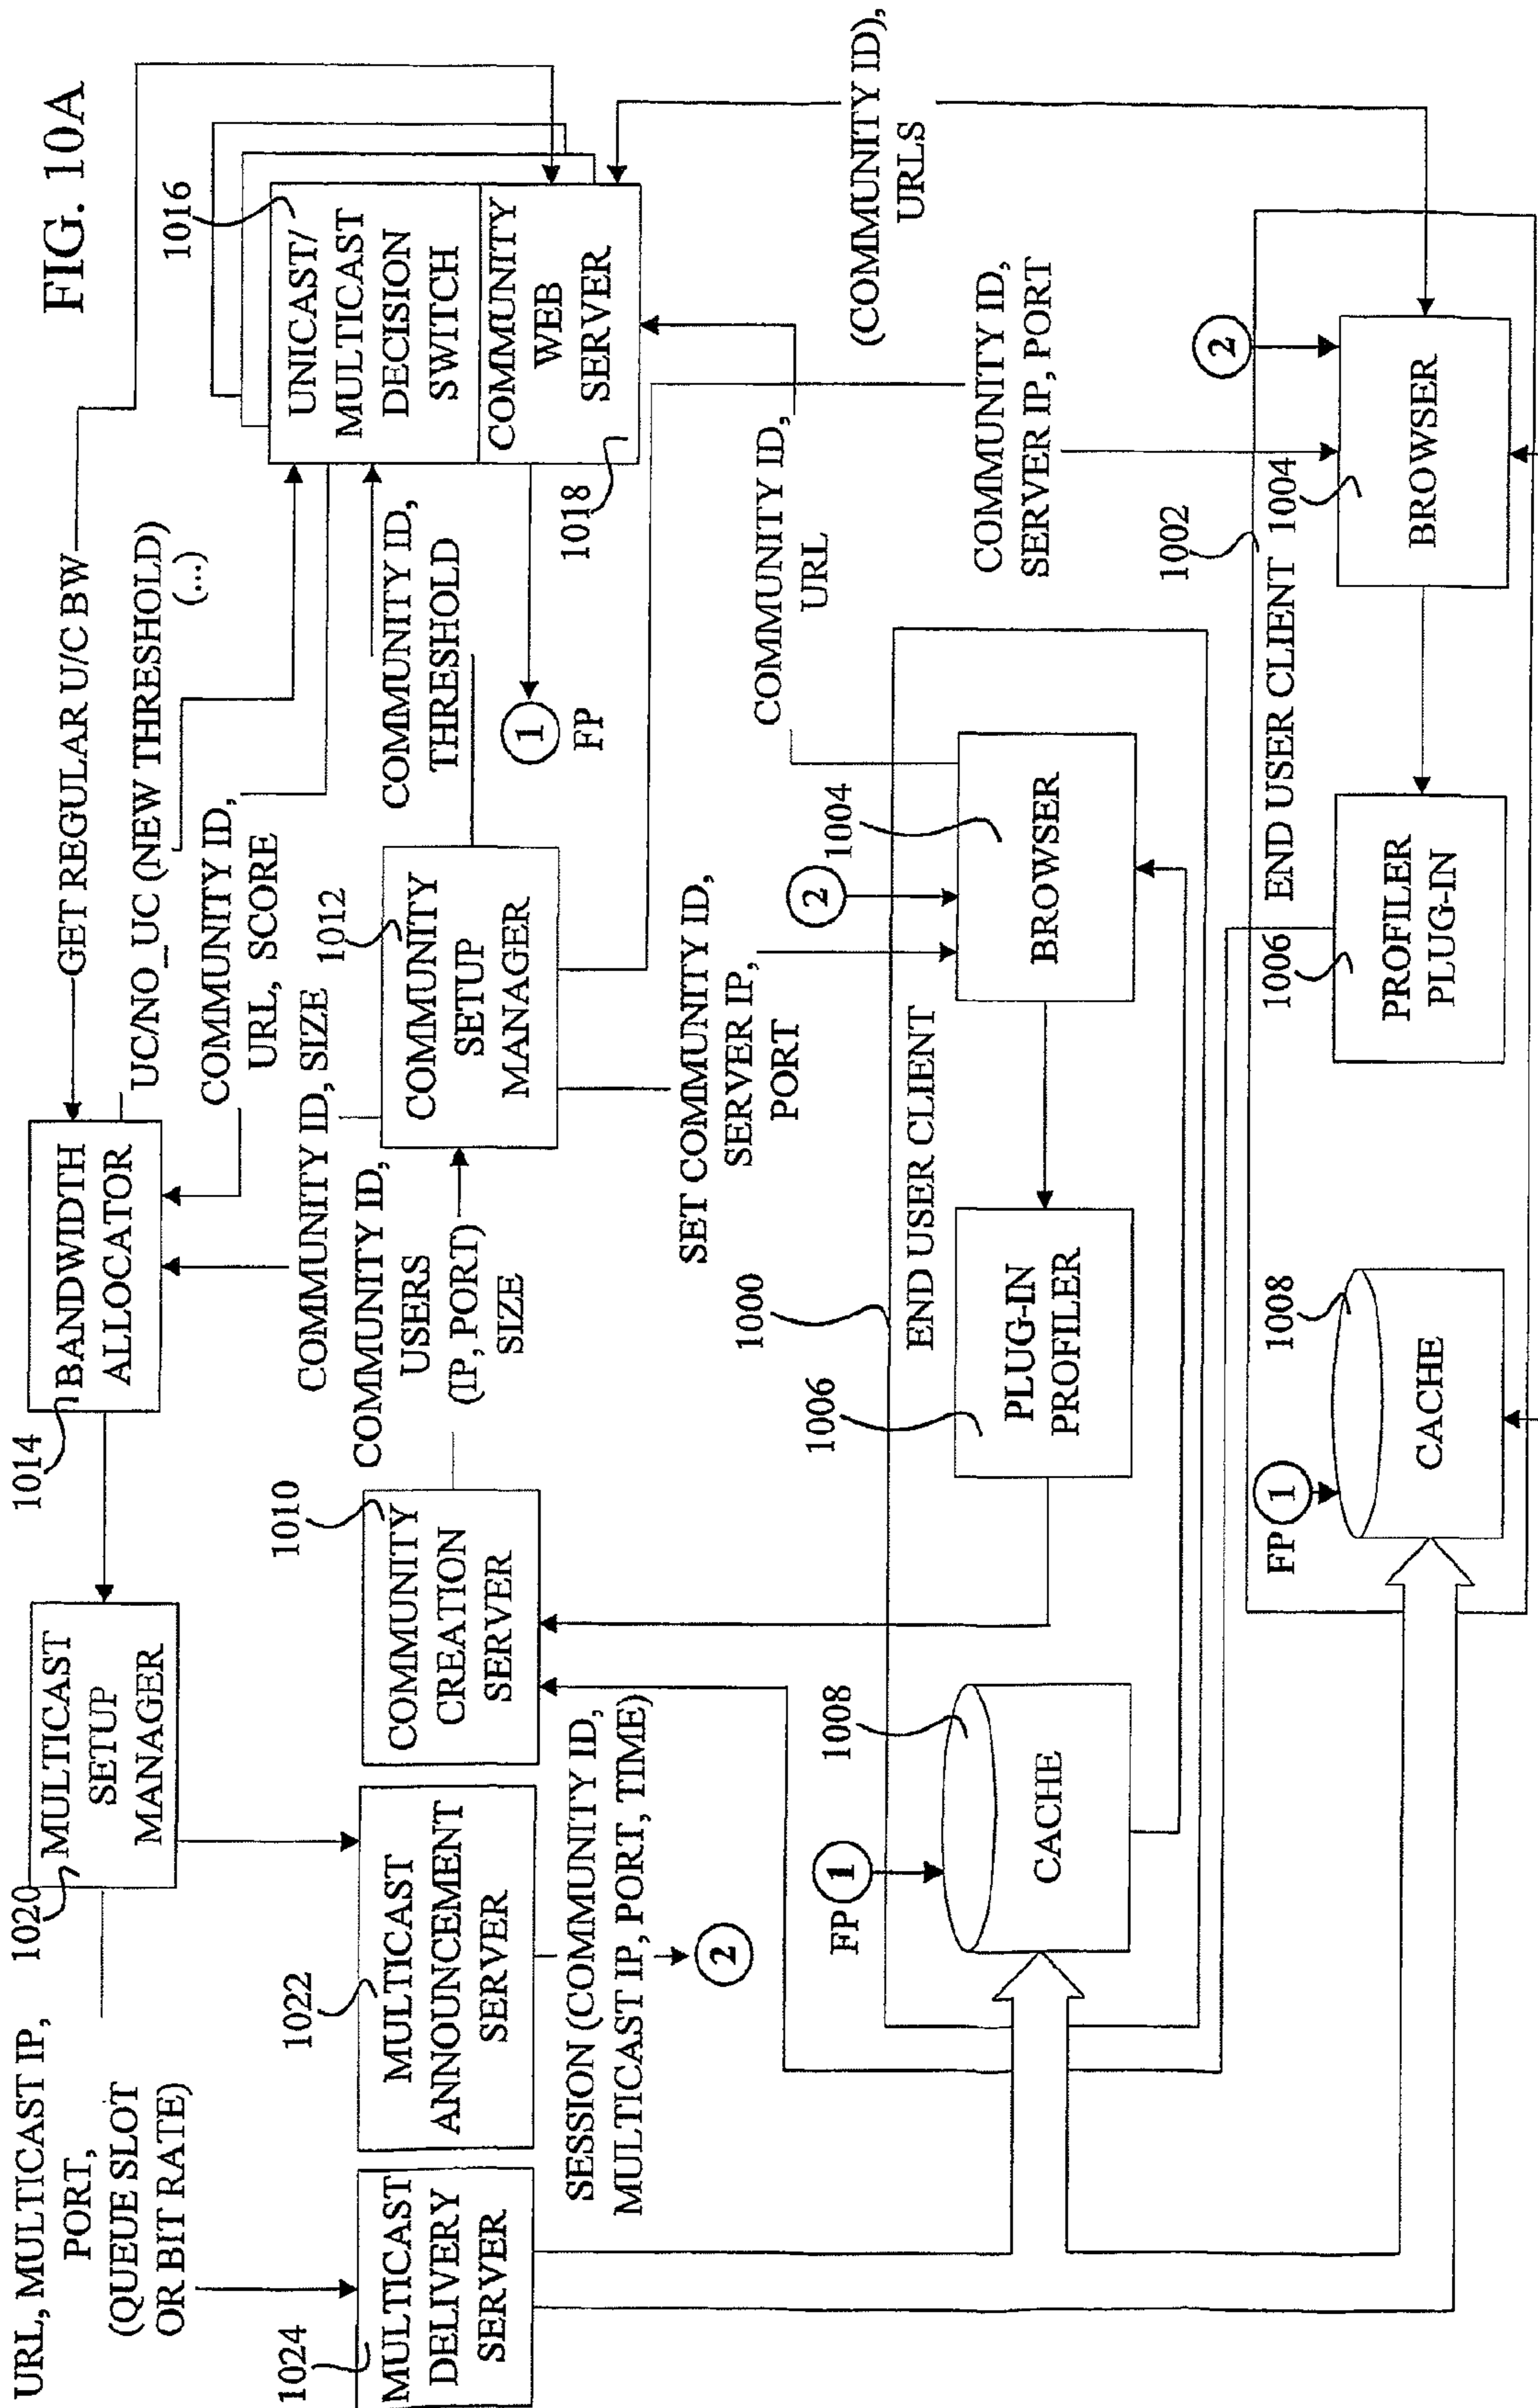 FIG. 10A
URL, MULTICAST IP,
PORT,
(QUEUE SLOT
OR BIT RATE)
1020
MULTICAST
SETUP
MANAGER
1014
BANDWIDTH
ALLOCATOR
GET REGULAR U/C BW
UC/NO_UC (NEW THRESHOLD)
(...)
COMMUNITY ID,
URL, SCORE
COMMUNITY ID, SIZE
1016
UNICAST/
MULTICAST
DECISION
SWITCH
COMMUNITY
WEB
SERVER
1018
1024
MULTICAST
DELIVERY
SERVER
1022
MULTICAST
ANNOUNCEMENT
SERVER
1010
COMMUNITY
CREATION
SERVER
COMMUNITY ID,
USERS
(IP, PORT)
SIZE
1012
COMMUNITY
SETUP
MANAGER
COMMUNITY ID,
THRESHOLD
1
FP
SESSION (COMMUNITY ID,
MULTICAST IP, PORT, TIME)
2
SET COMMUNITY ID,
SERVER IP,
PORT
COMMUNITY ID,
URL
(COMMUNITY ID),
URLS
COMMUNITY ID,
SERVER IP, PORT
1000
END USER CLIENT
FP
1
1008
CACHE
1006
PLUG-IN
PROFILER
2
1004
BROWSER
1002
END USER CLIENT
FP
1
1008
CACHE
1006
PROFILER
PLUG-IN
1004
2
BROWSER